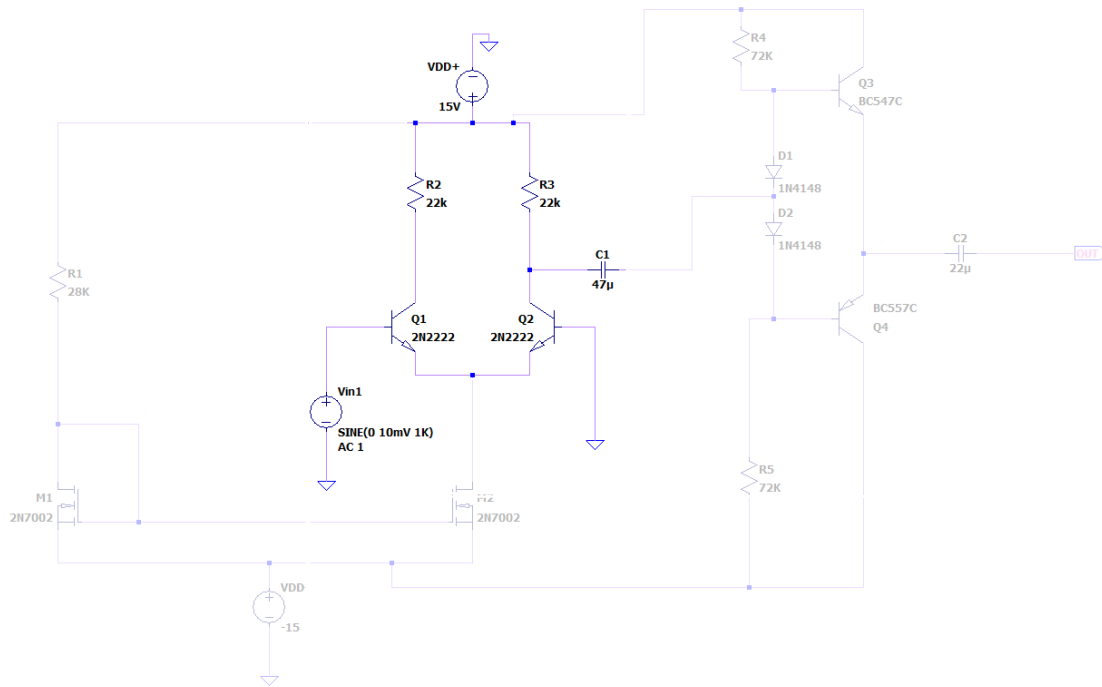 R4
72K
Q3
BC547C
VDD+
15V
D1
1N4148
R2
22k
R3
22k
D2
1N4148
C1
47µ
C2
22µ
OUT
R1
28K
BC557C
Q4
Q1
2N2222
Q2
2N2222
Vin1
SINE(0 10mV 1K)
AC 1
R5
72K
M1
2N7002
M2
2N7002
VDD
-15